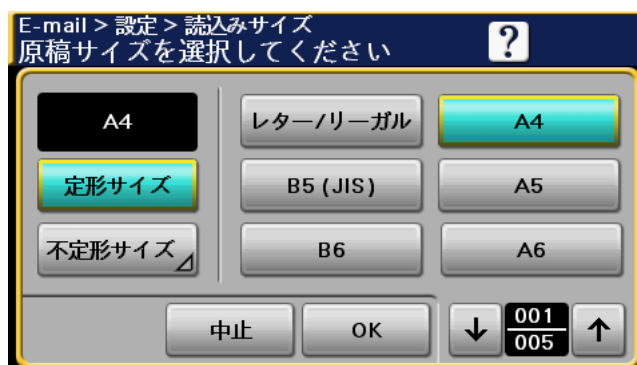 E-mail > 設定 > 読込みサイズ
原稿サイズを選択してください
?
A4
レター/リーガル
A4
定形サイズ
B5 (JIS)
A5
不定形サイズ
B6
A6
中止
OK
↓
001
005
↑